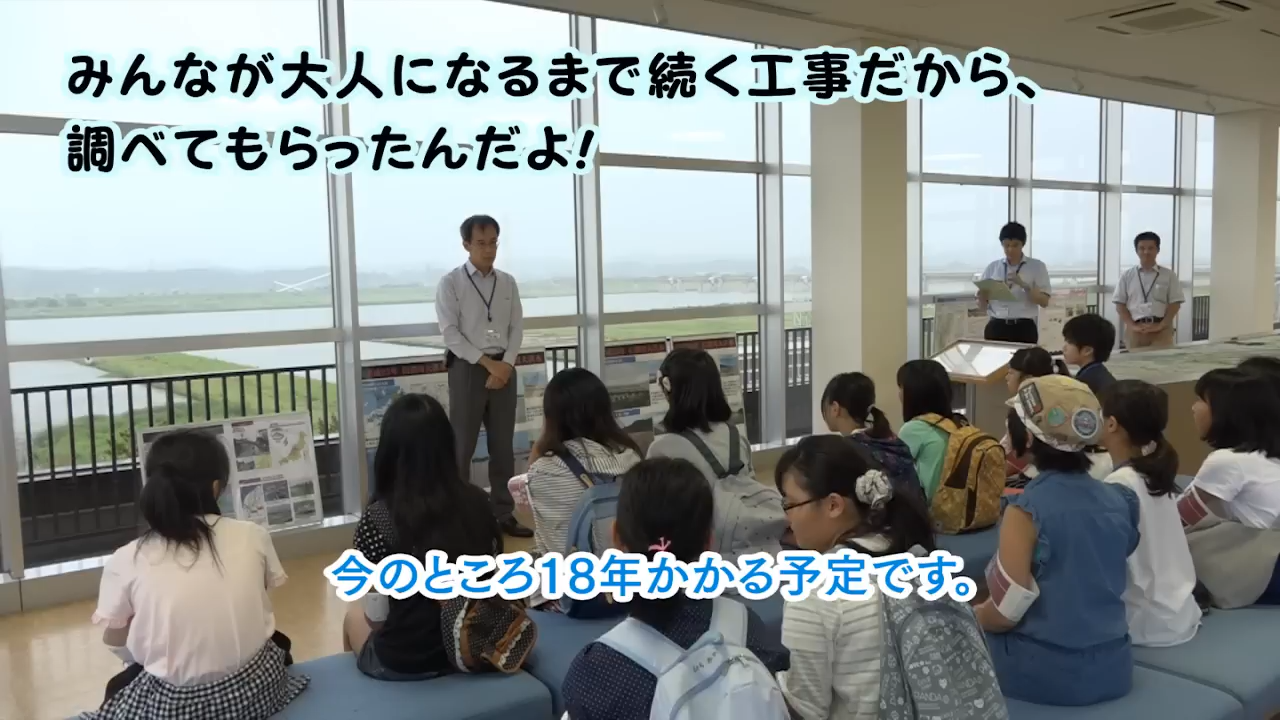 みんなが大人になるまで続く工事だから、
調べてもらったんだよ!
今のところ18年かかる予定です。